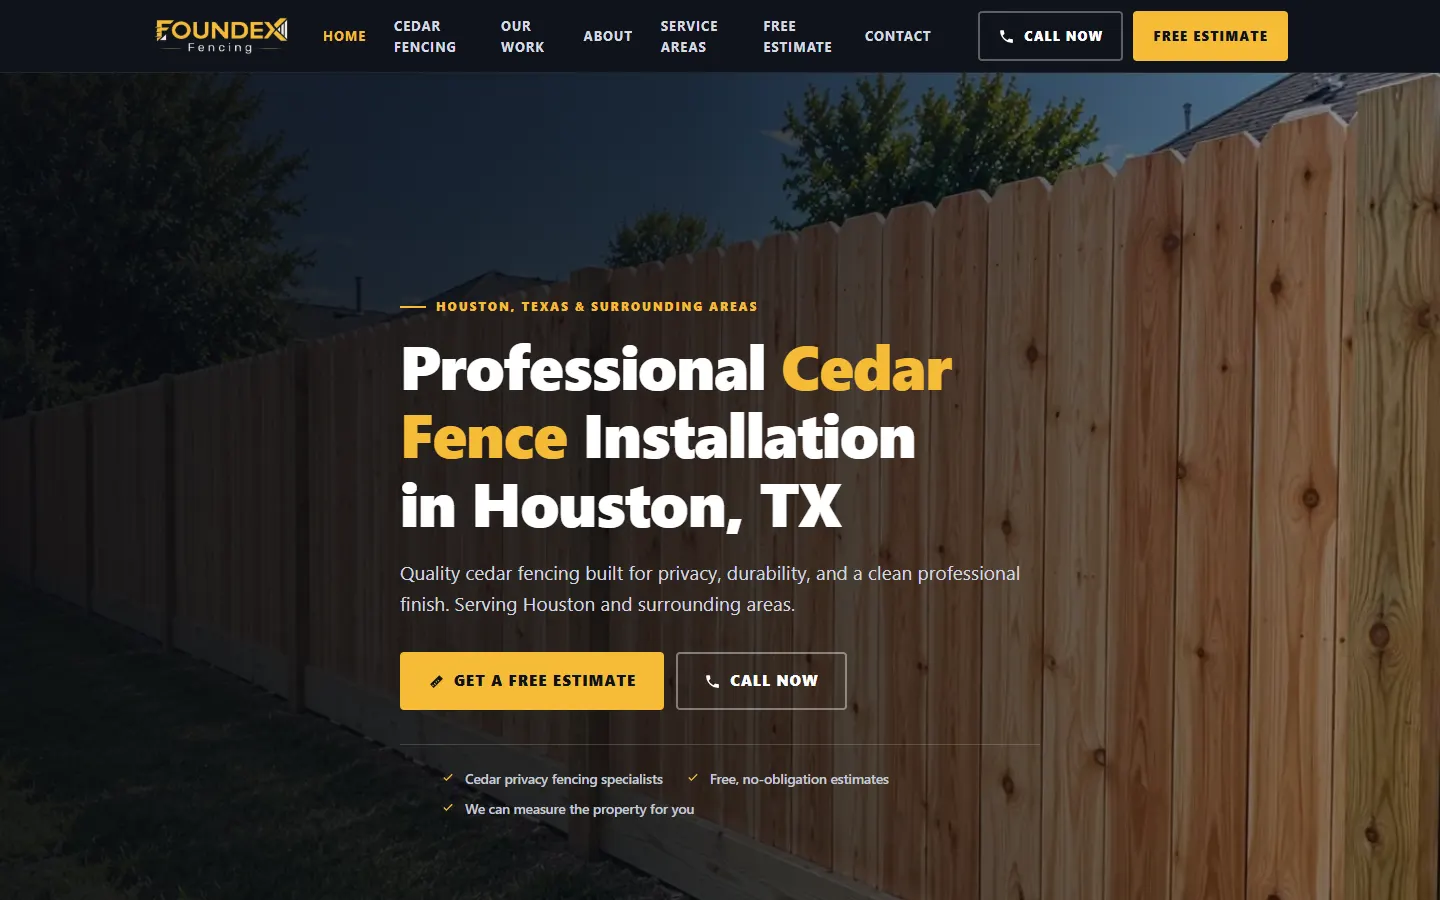 FOUNDEX
Fencing
HOME
CEDAR
FENCING
OUR
WORK
ABOUT
SERVICE
AREAS
FREE
ESTIMATE
CONTACT
CALL NOW
FREE ESTIMATE
HOUSTON, TEXAS & SURROUNDING AREAS
Professional Cedar
Fence Installation
in Houston, TX
Quality cedar fencing built for privacy, durability, and a clean professional
finish. Serving Houston and surrounding areas.
GET A FREE ESTIMATE
CALL NOW
Cedar privacy fencing specialists
Free, no-obligation estimates
We can measure the property for you